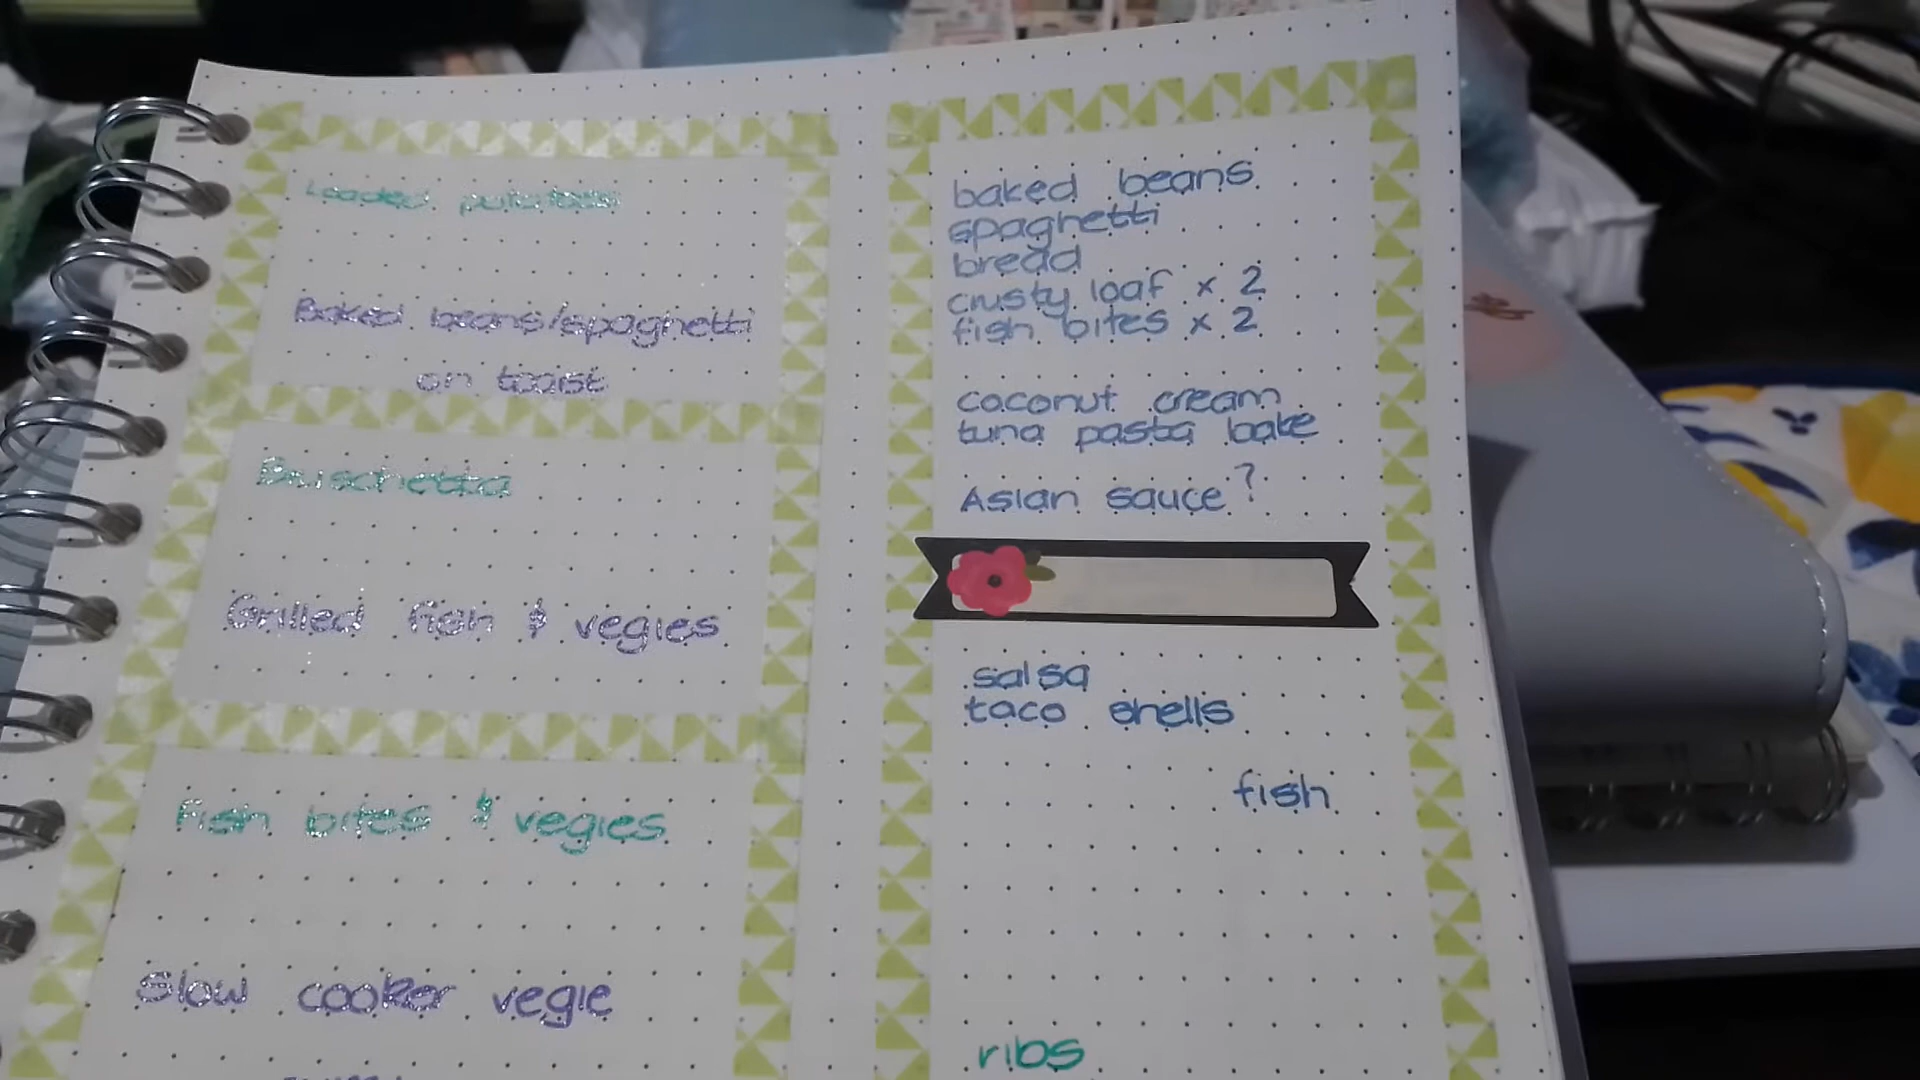 Loaded potatoes
Baked beans/spaghetti
on toast
Bruschetta
Grilled fish & vegies
Fish bites & vegies
Slow cooker vegie
baked beans
spaghetti
bread
crusty loaf x 2
fish bites x 2
coconut cream
tuna pasta bake
Asian sauce?
salsa
taco shells
fish
ribs